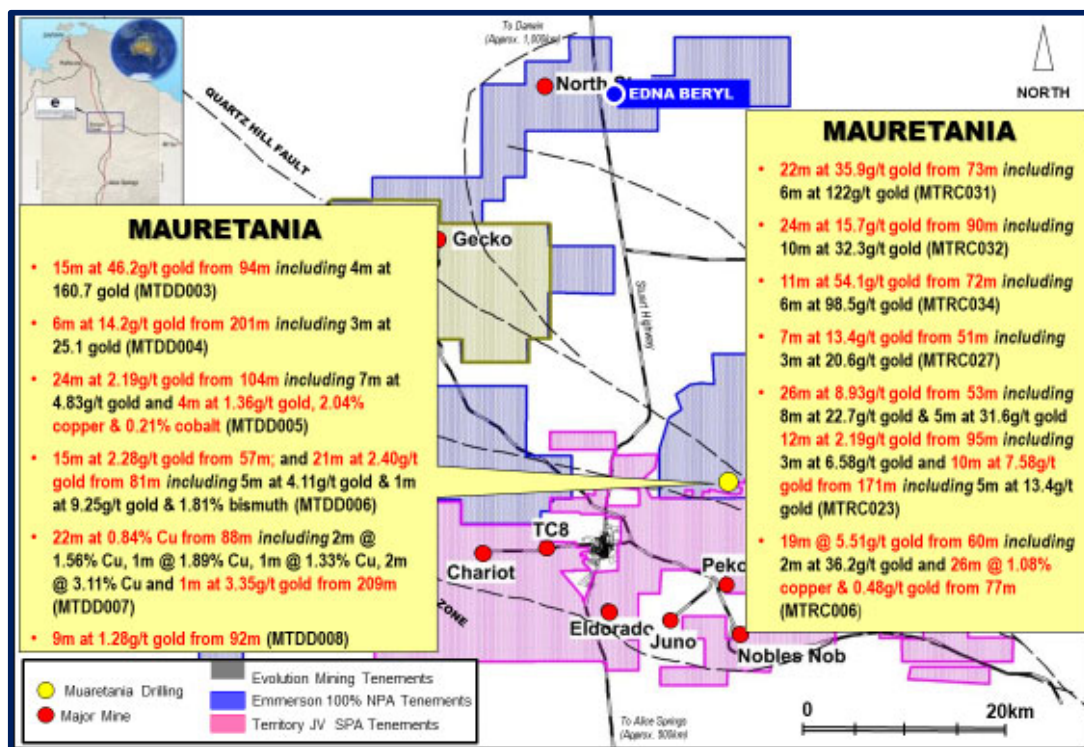 To Darwin
(Approx. 1,000km)
NORTH
North S
EDNA BERYL
QUARTZ HILL FAULT
Gecko
Stuart Highway
MAURETANIA
• 15m at 46.2g/t gold from 94m including 4m at
160.7 gold (MTDD003)
• 6m at 14.2g/t gold from 201m including 3m at
25.1 gold (MTDD004)
• 24m at 2.19g/t gold from 104m including 7m at
4.83g/t gold and 4m at 1.36g/t gold, 2.04%
copper & 0.21% cobalt (MTDD005)
• 15m at 2.28g/t gold from 57m; and 21m at 2.40g/t
gold from 81m including 5m at 4.11g/t gold & 1m
at 9.25g/t gold & 1.81% bismuth (MTDD006)
• 22m at 0.84% Cu from 88m including 2m @
1.56% Cu, 1m @ 1.89% Cu, 1m @ 1.33% Cu, 2m
@ 3.11% Cu and 1m at 3.35g/t gold from 209m
(MTDD007)
• 9m at 1.28g/t gold from 92m (MTDD008)
MAURETANIA
• 22m at 35.9g/t gold from 73m including
6m at 122g/t gold (MTRC031)
• 24m at 15.7g/t gold from 90m including
10m at 32.3g/t gold (MTRC032)
• 11m at 54.1g/t gold from 72m including
6m at 98.5g/t gold (MTRC034)
• 7m at 13.4g/t gold from 51m including
3m at 20.6g/t gold (MTRC027)
• 26m at 8.93g/t gold from 53m including
8m at 22.7g/t gold & 5m at 31.6g/t gold
12m at 2.19g/t gold from 95m including
3m at 6.58g/t gold and 10m at 7.58g/t
gold from 171m including 5m at 13.4g/t
gold (MTRC023)
• 19m @ 5.51g/t gold from 60m including
2m at 36.2g/t gold and 26m @ 1.08%
copper & 0.48g/t gold from 77m
(MTRC006)
TC8
Chariot
Peko
Eldorado
Juno
Nobles Nob
ZONE
Muaretania Drilling
Major Mine
Evolution Mining Tenements
Emmerson 100% NPA Tenements
Territory JV SPA Tenements
To Alice Springs
(Approx. 500km)
0 20km